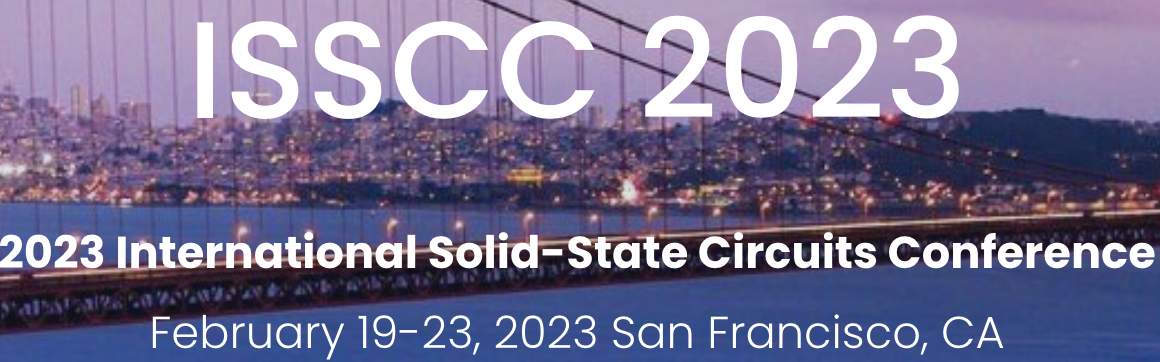 ISSCC 2023
2023 International Solid-State Circuits Conference
February 19-23, 2023 San Francisco, CA